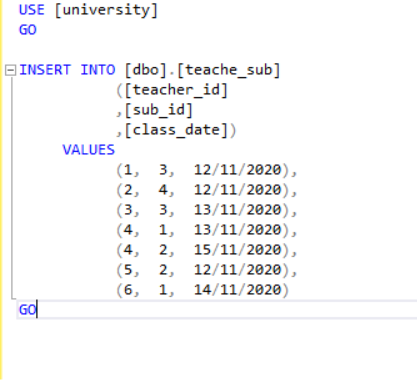 USE [university]
GO
INSERT INTO [dbo].[teache_sub]
([teacher_id]
,[sub_id]
,[class_date])
VALUES
(1, 3, 12/11/2020),
(2, 4, 12/11/2020),
(3, 3, 13/11/2020),
(4, 1, 13/11/2020),
(4, 2, 15/11/2020),
(5, 2, 12/11/2020),
(6, 1, 14/11/2020)
GO